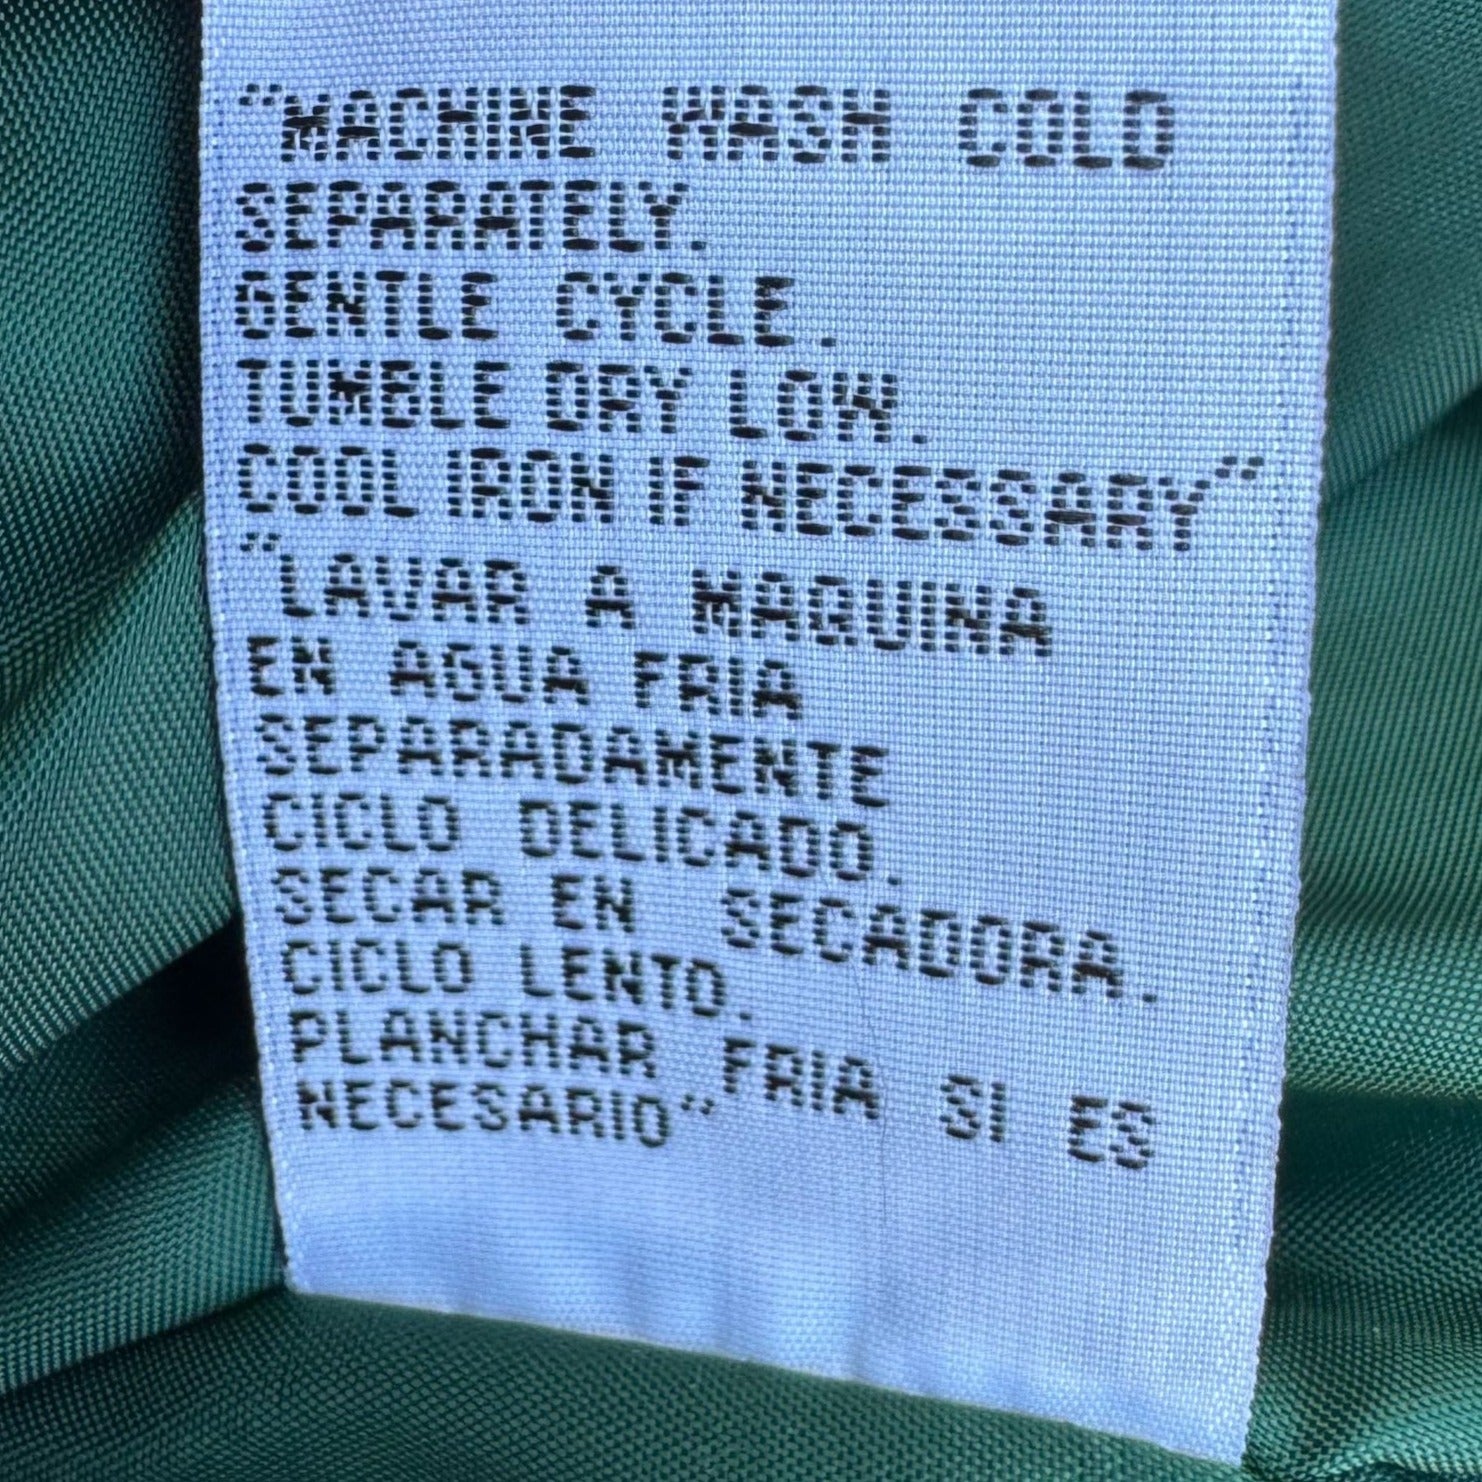 "MACHINE WASH COLD
SEPARATELY.
GENTLE CYCLE.
TUMBLE DRY LOW.
COOL IRON IF NECESSARY"
"LAVAR A MAQUINA
EN AGUA FRIA
SEPARADAMENTE
CICLO DELICADO.
SECAR EN SECADORA.
CICLO LENTO.
PLANCHAR FRIA SI ES
NECESARIO"